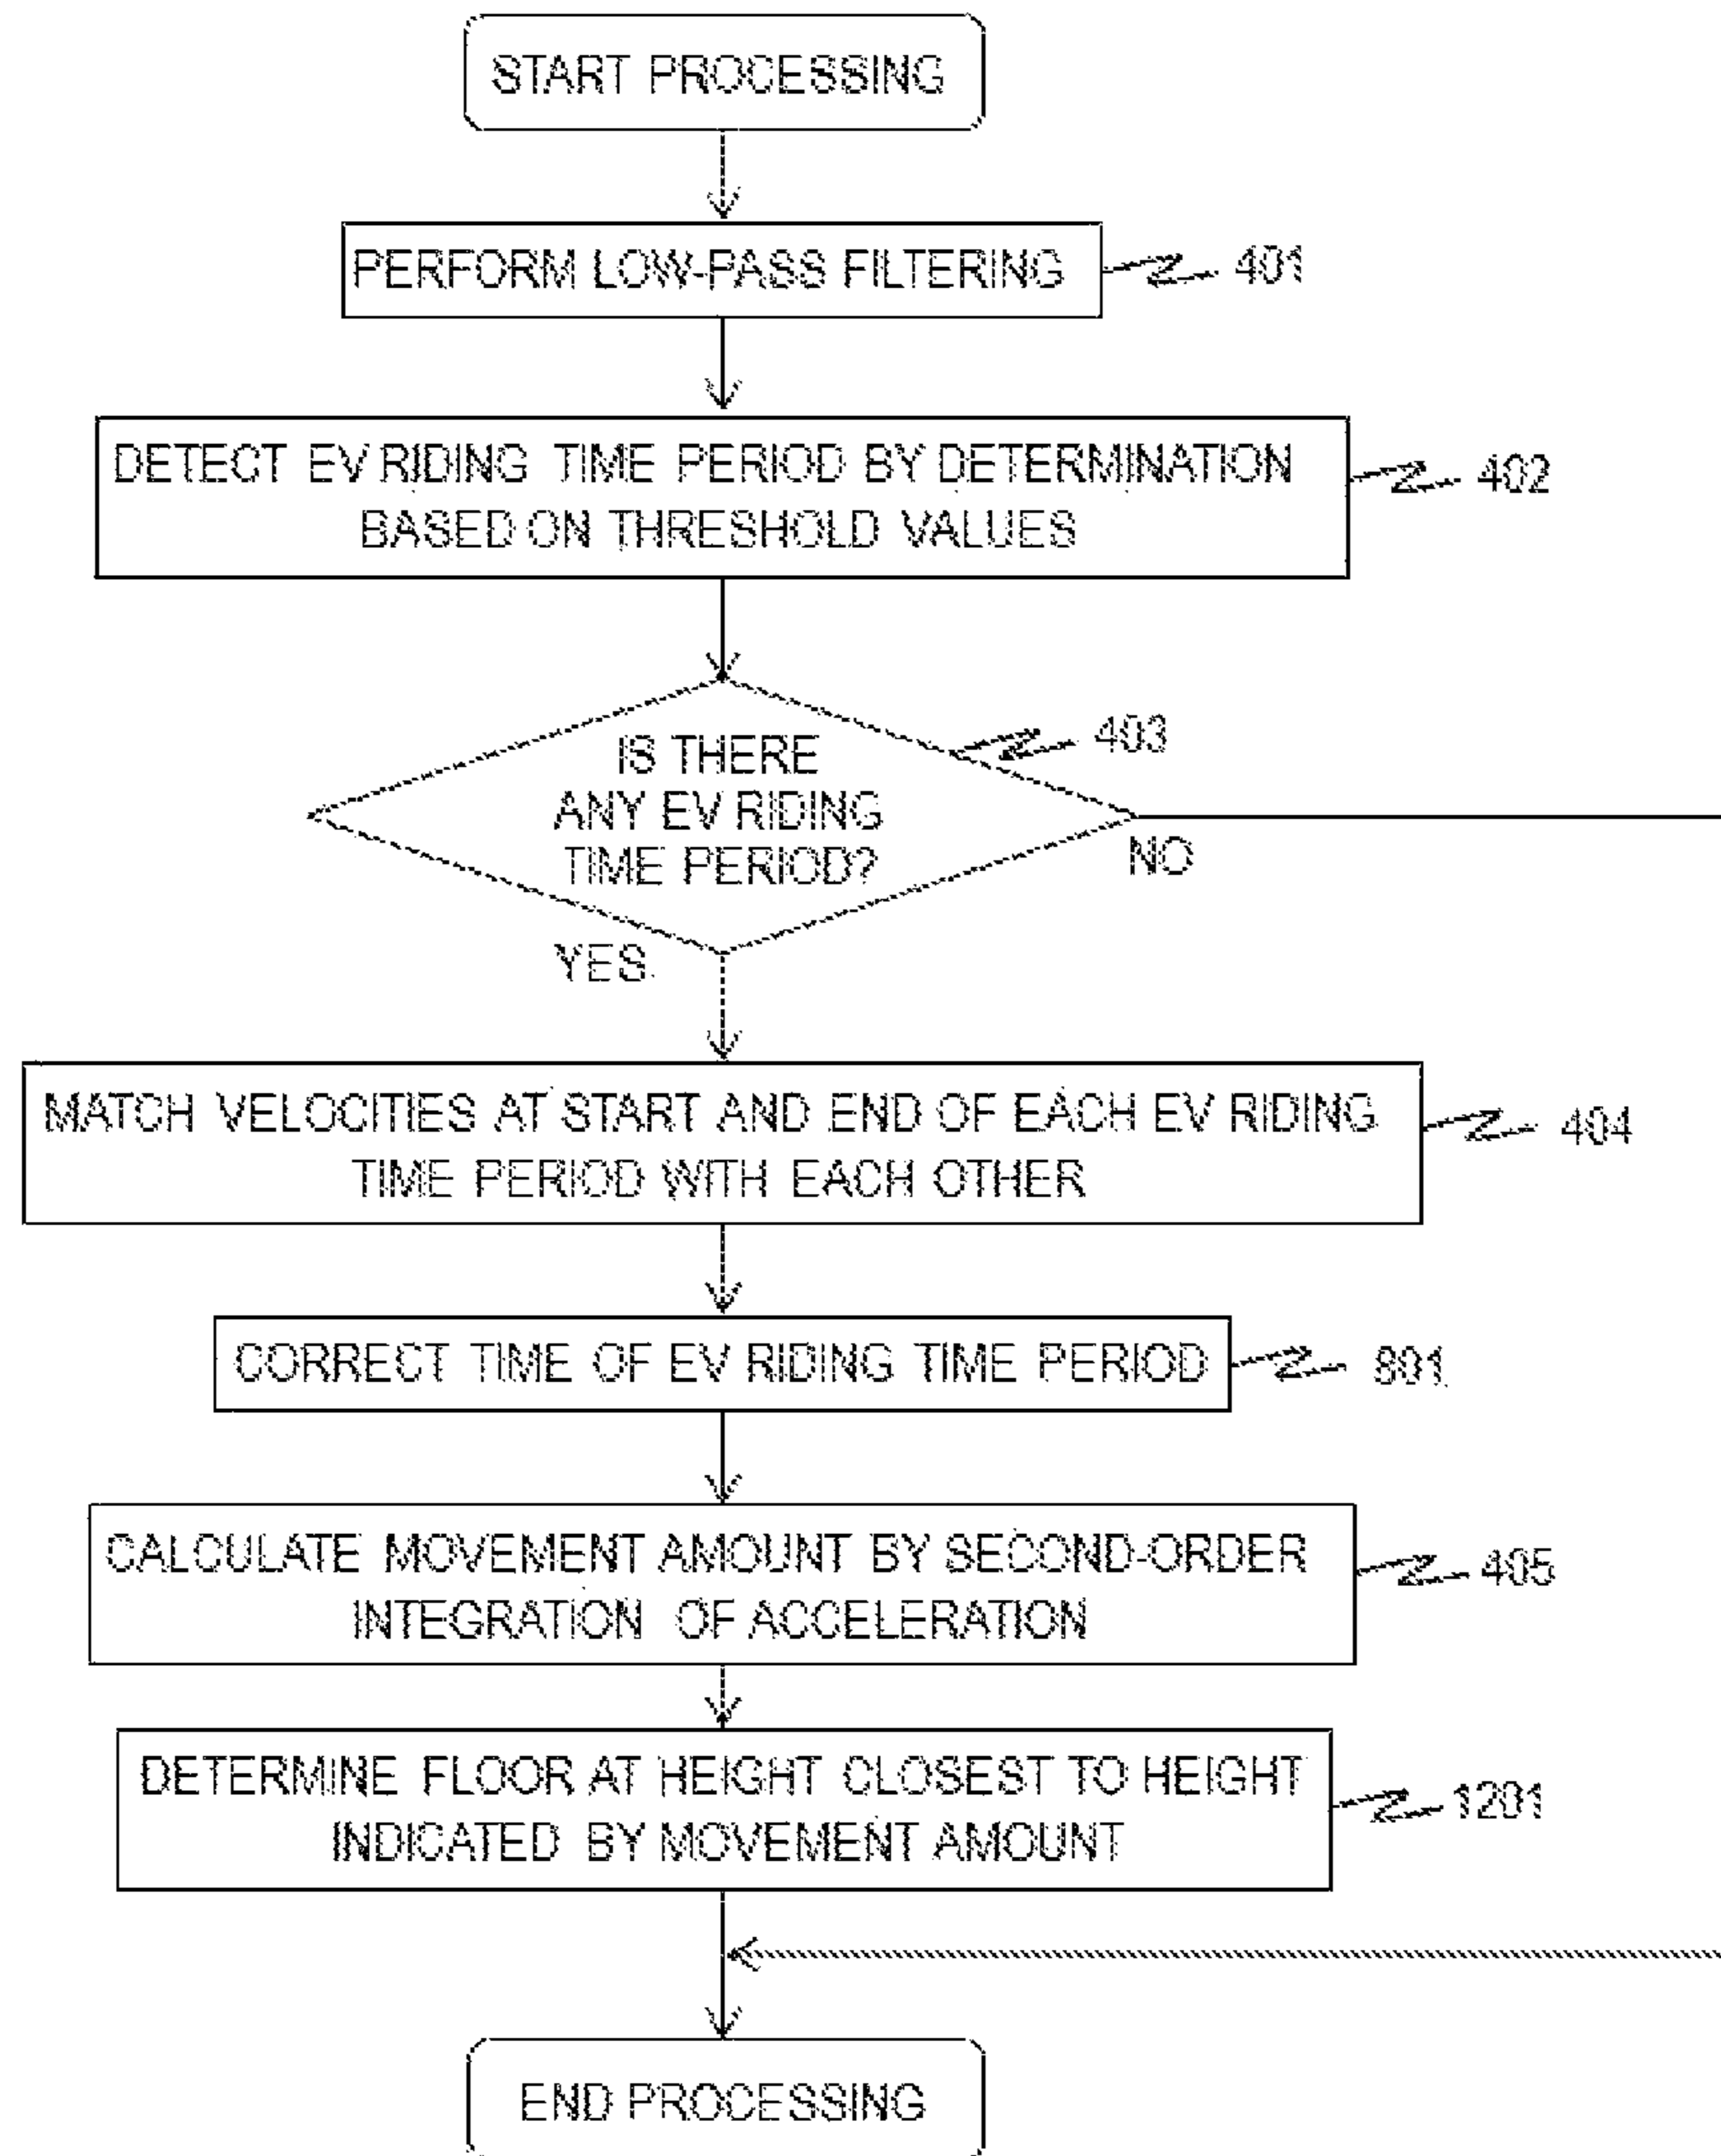 START PROCESSING
PERFORM LOW-PASS FILTERING
401
DETECT EV RIDING TIME PERIOD BY DETERMINATION
BASED ON THRESHOLD VALUES
402
IS THERE
ANY EV RIDING
TIME PERIOD?
403
NO
YES
MATCH VELOCITIES AT START AND END OF EACH EV RIDING
TIME PERIOD WITH EACH OTHER
404
CORRECT TIME OF EV RIDING TIME PERIOD
801
CALCULATE MOVEMENT AMOUNT BY SECOND-ORDER
INTEGRATION OF ACCELERATION
405
DETERMINE FLOOR AT HEIGHT CLOSEST TO HEIGHT
INDICATED BY MOVEMENT AMOUNT
1201
END PROCESSING